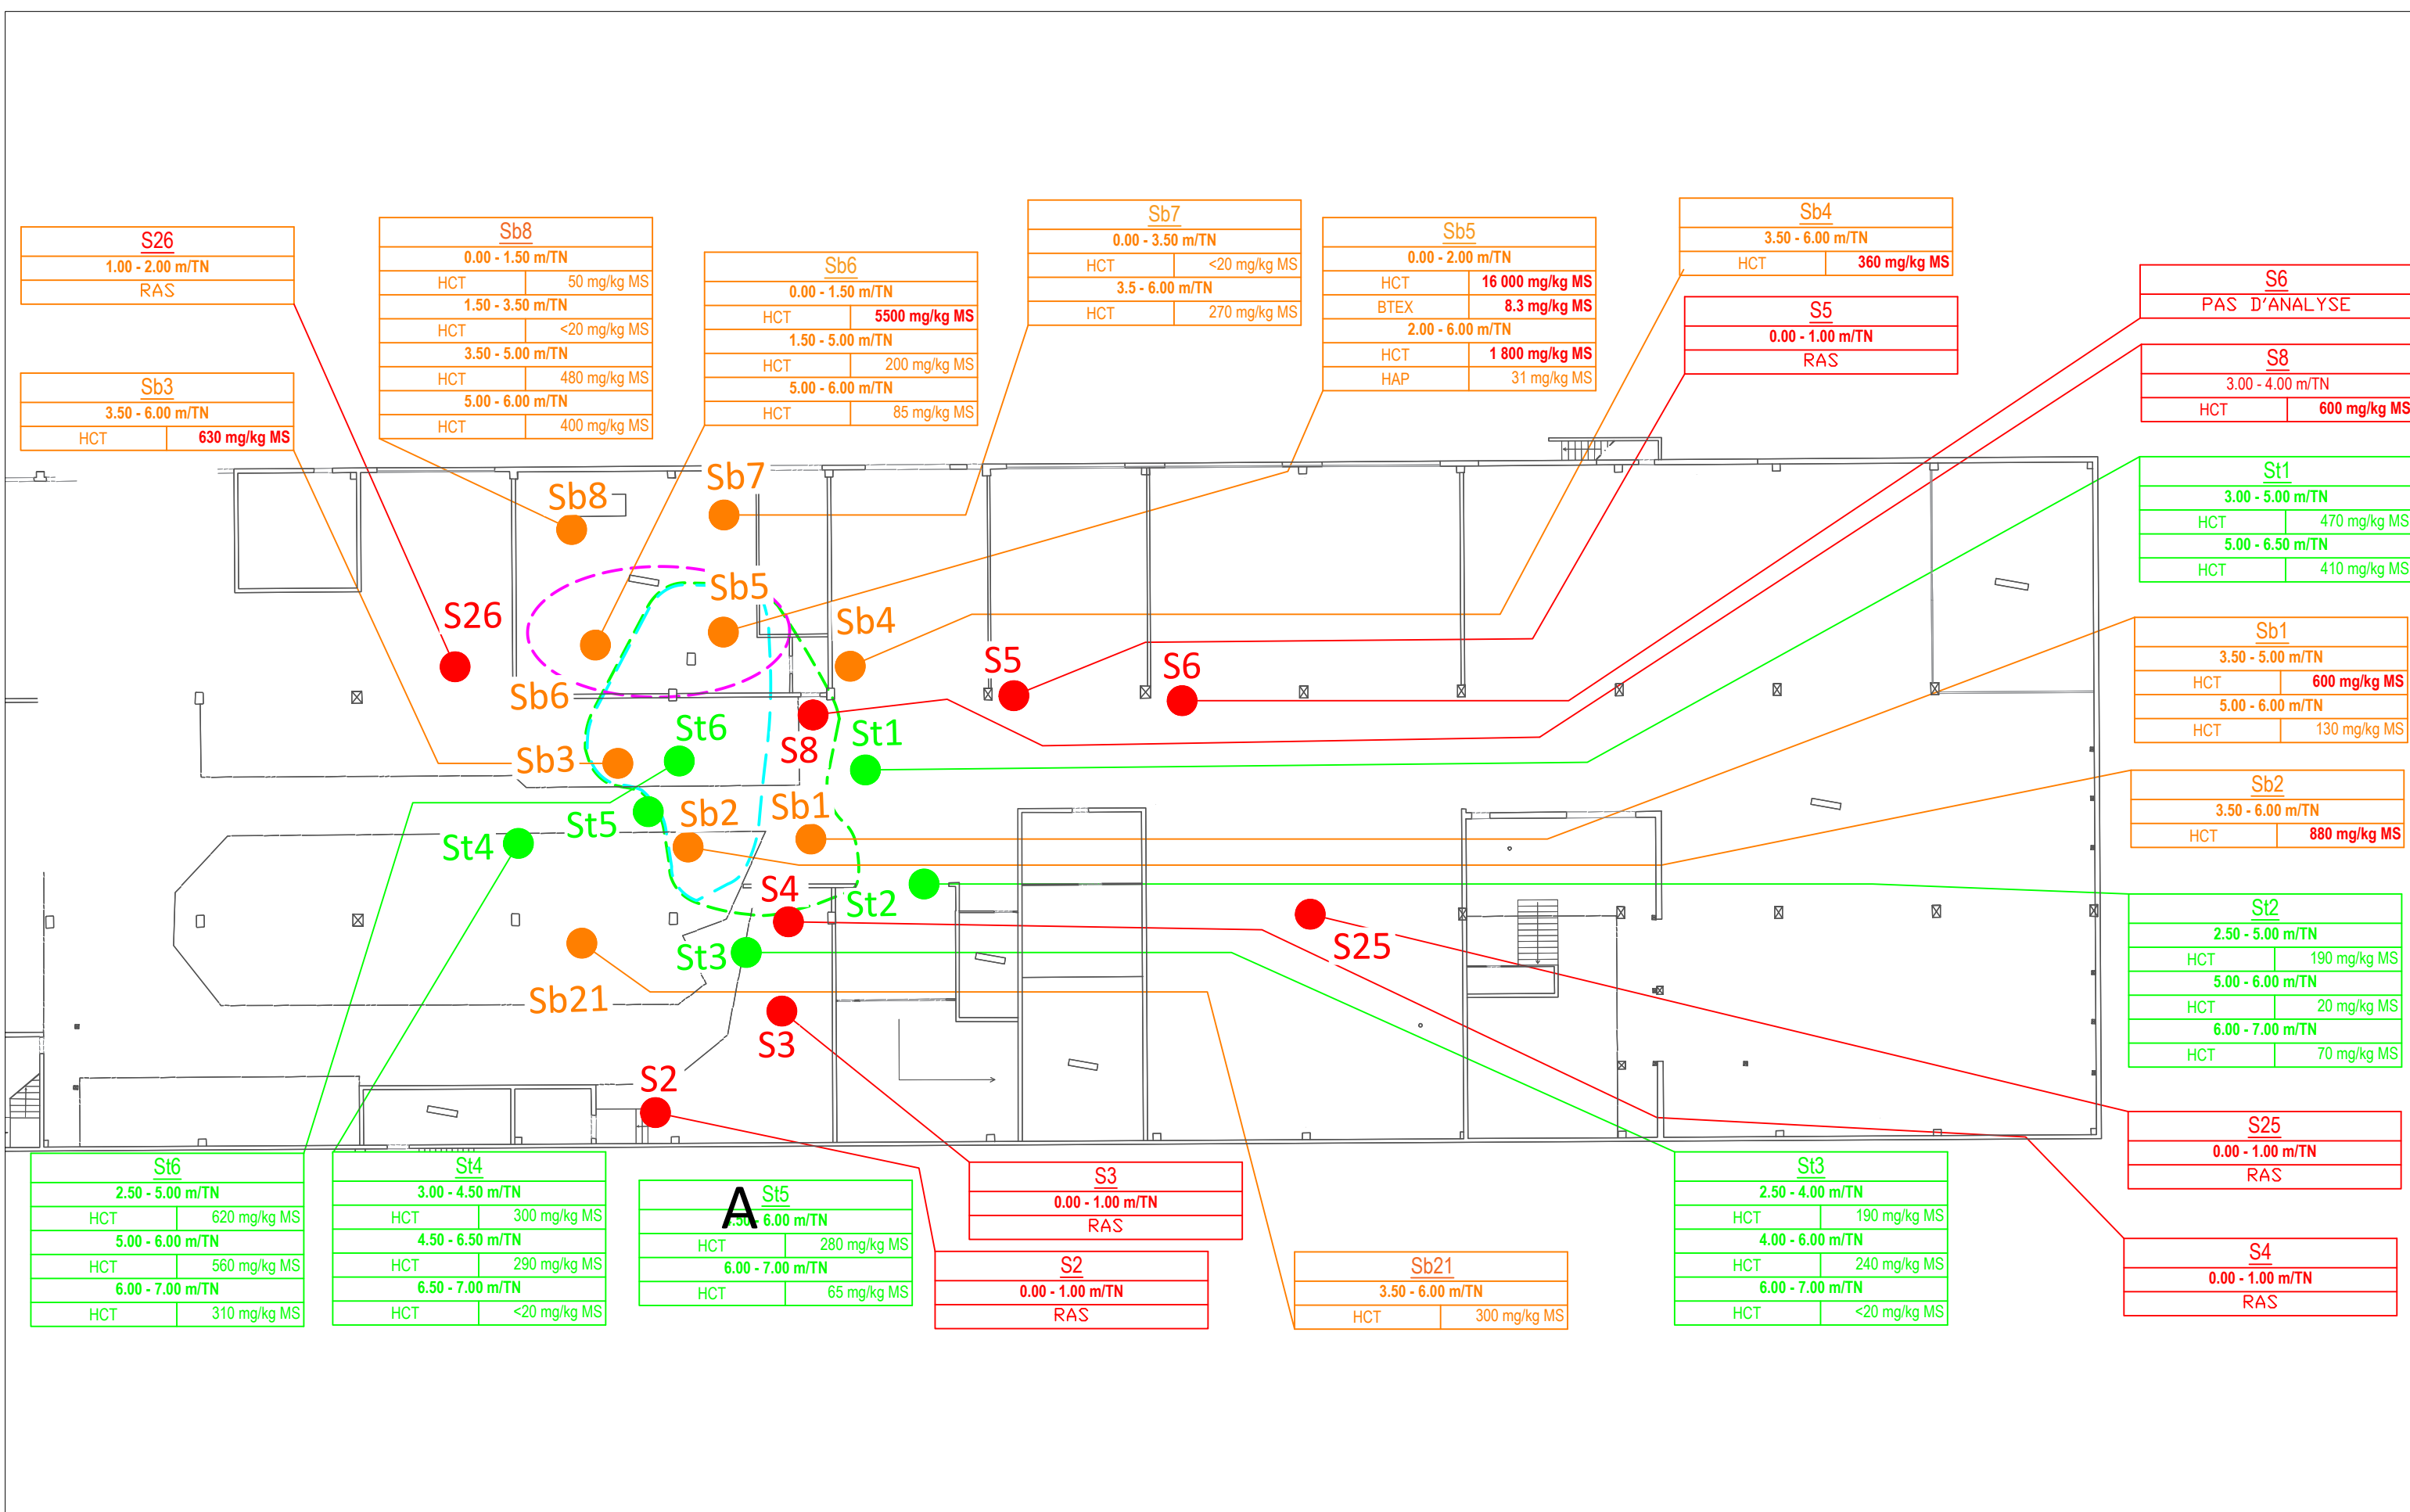 S26
1.00 - 2.00 m/TN
RAS
Sb3
3.50 - 6.00 m/TN
HCT 630 mg/kg MS
Sb8
0.00 - 1.50 m/TN
HCT 50 mg/kg MS
1.50 - 3.50 m/TN
HCT <20 mg/kg MS
3.50 - 5.00 m/TN
HCT 480 mg/kg MS
5.00 - 6.00 m/TN
HCT 400 mg/kg MS
Sb6
0.00 - 1.50 m/TN
HCT 5500 mg/kg MS
1.50 - 5.00 m/TN
HCT 200 mg/kg MS
5.00 - 6.00 m/TN
HCT 85 mg/kg MS
Sb7
0.00 - 3.50 m/TN
HCT <20 mg/kg MS
3.5 - 6.00 m/TN
HCT 270 mg/kg MS
Sb5
0.00 - 2.00 m/TN
HCT 16 000 mg/kg MS
BTEX 8.3 mg/kg MS
2.00 - 6.00 m/TN
HCT 1 800 mg/kg MS
HAP 31 mg/kg MS
Sb4
3.50 - 6.00 m/TN
HCT 360 mg/kg MS
S5
0.00 - 1.00 m/TN
RAS
S6
PAS D'ANALYSE
S8
3.00 - 4.00 m/TN
HCT 600 mg/kg MS
St1
3.00 - 5.00 m/TN
HCT 470 mg/kg MS
5.00 - 6.50 m/TN
HCT 410 mg/kg MS
Sb1
3.50 - 5.00 m/TN
HCT 600 mg/kg MS
5.00 - 6.00 m/TN
HCT 130 mg/kg MS
Sb2
3.50 - 6.00 m/TN
HCT 880 mg/kg MS
St2
2.50 - 5.00 m/TN
HCT 190 mg/kg MS
5.00 - 6.00 m/TN
HCT 20 mg/kg MS
6.00 - 7.00 m/TN
HCT 70 mg/kg MS
S25
0.00 - 1.00 m/TN
RAS
S4
0.00 - 1.00 m/TN
RAS
Sb7
Sb8
Sb5
S26
Sb4
S5
S6
Sb6
St6
St1
S8
Sb3
Sb2
Sb1
St5
St4
S4
St2
St3
S25
Sb21
S3
S2
St6
2.50 - 5.00 m/TN
HCT 620 mg/kg MS
5.00 - 6.00 m/TN
HCT 560 mg/kg MS
6.00 - 7.00 m/TN
HCT 310 mg/kg MS
St4
3.00 - 4.50 m/TN
HCT 300 mg/kg MS
4.50 - 6.50 m/TN
HCT 290 mg/kg MS
6.50 - 7.00 m/TN
HCT <20 mg/kg MS
A
St5
- 6.00 m/TN
HCT 280 mg/kg MS
6.00 - 7.00 m/TN
HCT 65 mg/kg MS
S3
0.00 - 1.00 m/TN
RAS
S2
0.00 - 1.00 m/TN
RAS
Sb21
3.50 - 6.00 m/TN
HCT 300 mg/kg MS
St3
2.50 - 4.00 m/TN
HCT 190 mg/kg MS
4.00 - 6.00 m/TN
HCT 240 mg/kg MS
6.00 - 7.00 m/TN
HCT <20 mg/kg MS